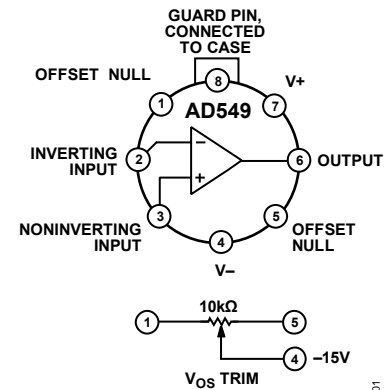 GUARD PIN,
CONNECTED
TO CASE
OFFSET NULL
8
V+
1
AD549
7
INVERTING
INPUT
2
−
6
OUTPUT
+
NONINVERTING
INPUT
3
5
OFFSET
NULL
4
V−
10kΩ
1
5
4
−15V
VOS TRIM
01